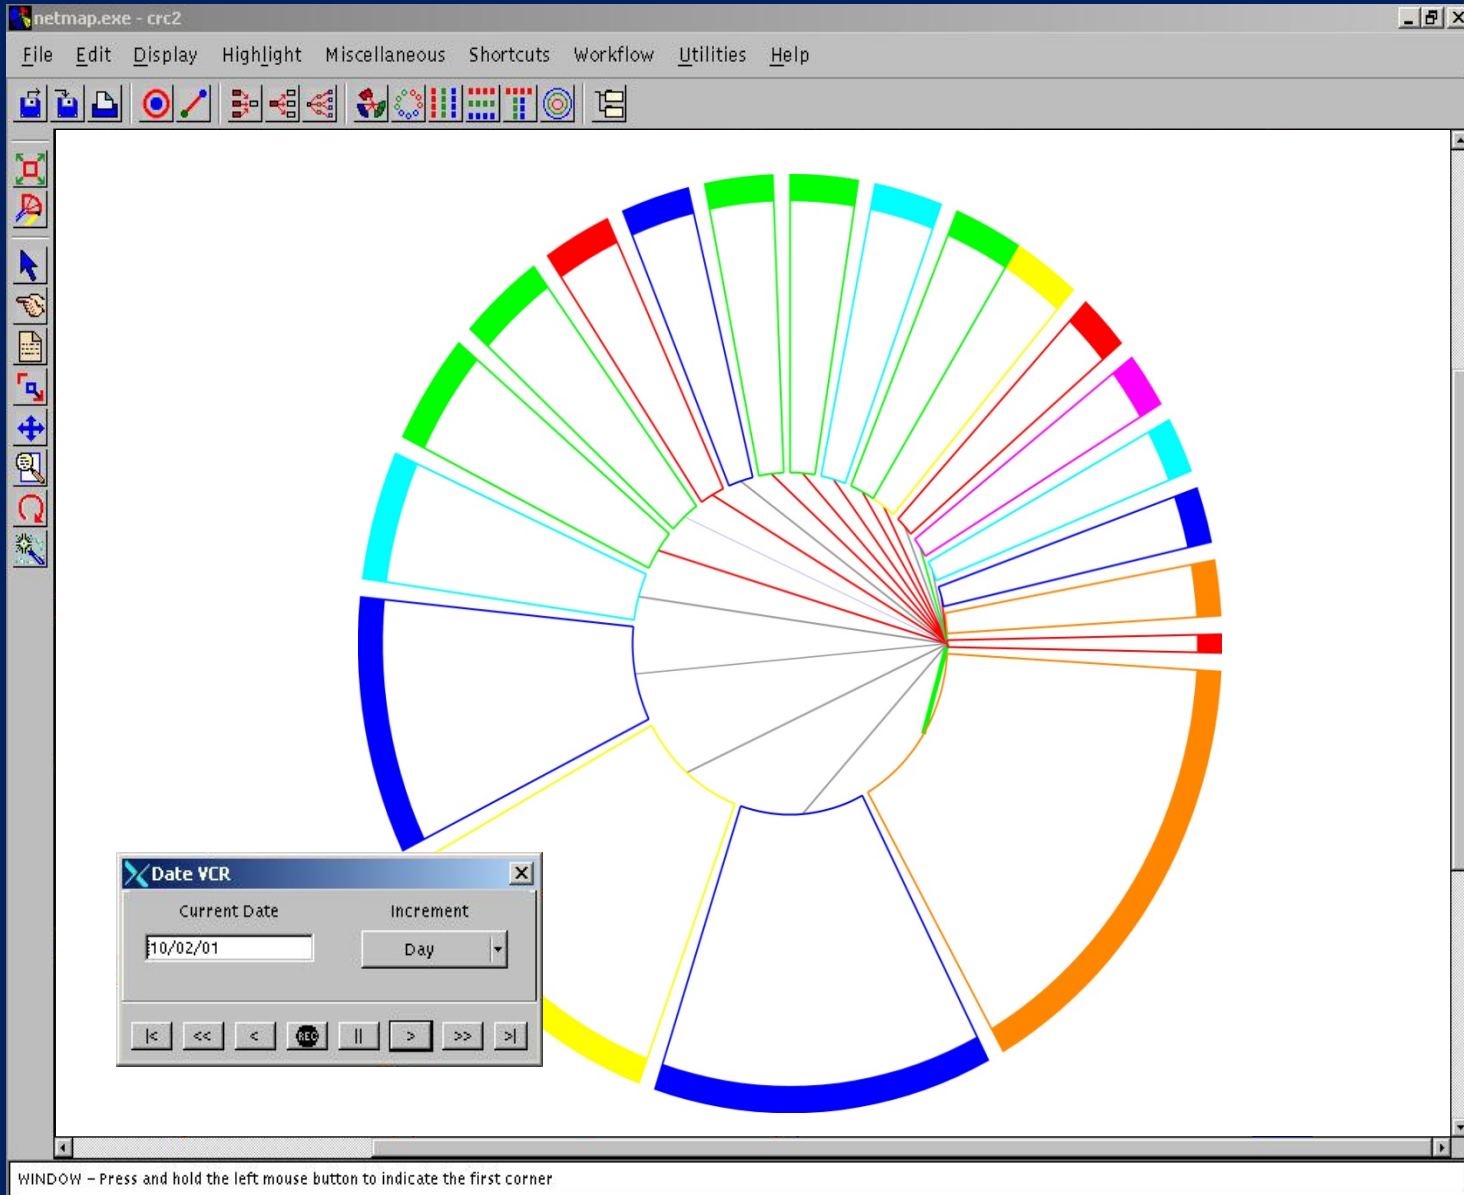 netmap.exe - crc2
File Edit Display Highlight Miscellaneous Shortcuts Workflow Utilities Help
Date VCR
Current Date Increment
10/02/01 Day
|< << < REC || > >> >|
WINDOW – Press and hold the left mouse button to indicate the first corner